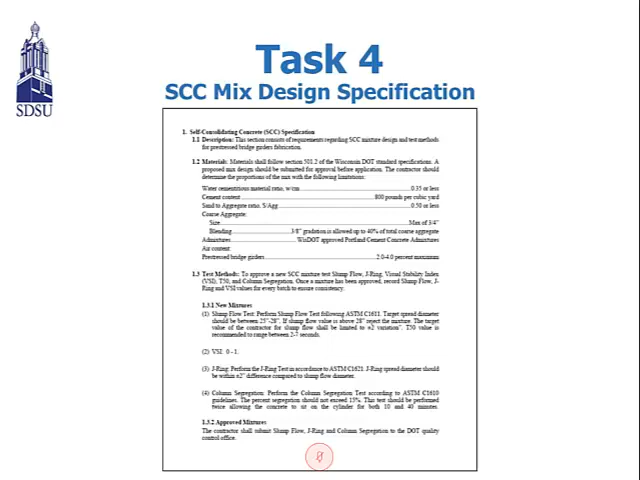 SDSU
Task 4
SCC Mix Design Specification
1. Self-Consolidating Concrete (SCC) Specification
1.1 Description: This section consists of requirements regarding SCC mixture design and test methods
for prestressed bridge girders fabrication.
1.2 Materials: Materials shall follow section 501.2 of the Wisconsin DOT standard specifications. A
proposed mix design should be submitted for approval before application. The contractor should
determine the proportions of the mix with the following limitations:
Water cementitious material ratio, w/cm 0.35 or less
Cement content 800 pounds per cubic yard
Sand to Aggregate ratio, S/Agg 0.50 or less
Coarse Aggregate:
Size Max of 3/4"
Blending 3/8" gradation is allowed up to 40% of total coarse aggregate
Admixtures WisDOT approved Portland Cement Concrete Admixtures
Air content:
Prestressed bridge girders 2.0-4.0 percent maximum
1.3 Test Methods: To approve a new SCC mixture test Slump Flow, J-Ring, Visual Stability Index
(VSI), T50, and Column Segregation. Once a mixture has been approved, record Slump Flow, J-
Ring and VSI values for every batch to ensure consistency.
1.3.1 New Mixtures
(1) Slump Flow Test: Perform Slump Flow Test following ASTM C1611. Target spread diameter
should be between 25"-28". If slump flow value is above 28" reject the mixture. The target
value of the contractor for slump flow shall be limited to ±2 variation". T50 value is
recommended to range between 2-7 seconds.
(2) VSI: 0-1.
(3) J-Ring: Perform the J-Ring Test in accordance to ASTM C1621. J-Ring spread diameter should
be within ±2" difference compared to slump flow diameter.
(4) Column Segregation: Perform the Column Segregation Test according to ASTM C1610
guidelines. The percent segregation should not exceed 15%. This test should be performed
twice allowing the concrete to sit on the cylinder for both 10 and 40 minutes.
1.3.2 Approved Mixtures
The contractor shall submit Slump Flow, J-Ring and Column Segregation to the DOT quality
control office.